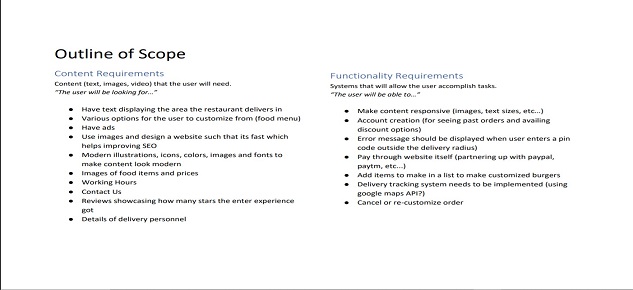 Outline of Scope
Content Requirements
Content (text, images, video) that the user will need.
“The user will be looking for...”
● Have text displaying the area the restaurant delivers in
● Various options for the user to customize from (food menu)
● Have ads
● Use images and design a website such that its fast which
helps improving SEO
● Modern illustrations, icons, colors, images and fonts to
make content look modern
● Images of food items and prices
● Working Hours
● Contact Us
● Reviews showcasing how many stars the enter experience
got
● Details of delivery personnel
Functionality Requirements
Systems that will allow the user accomplish tasks.
“The user will be able to...”
● Make content responsive (images, text sizes, etc...)
● Account creation (for seeing past orders and availing
discount options)
● Error message should be displayed when user enters a pin
code outside the delivery radius)
● Pay through website itself (partnering up with paypal,
paytm, etc...)
● Add items to make in a list to make customized burgers
● Delivery tracking system needs to be implemented (using
google maps API?)
● Cancel or re-customize order